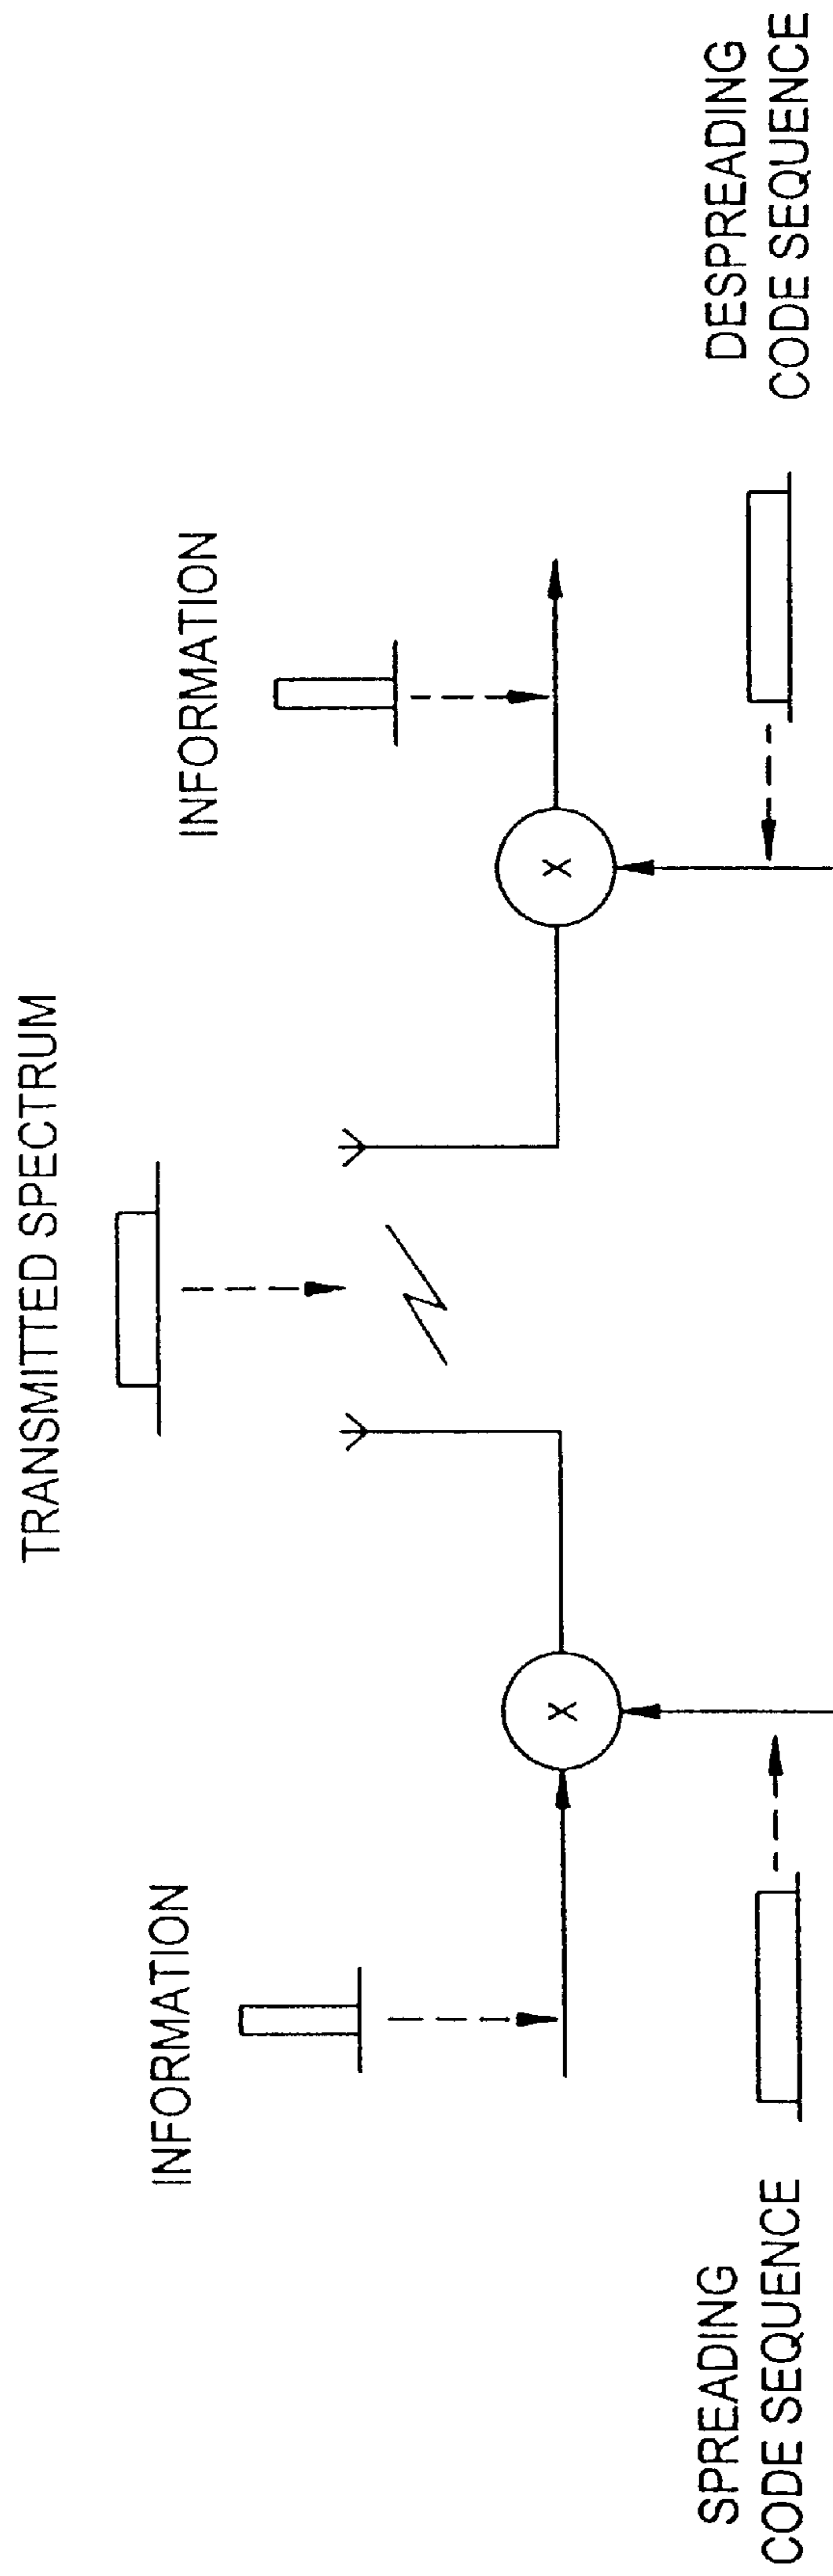 TRANSMITTED SPECTRUM
INFORMATION
INFORMATION
X
X
SPREADING
CODE SEQUENCE
DESPREADING
CODE SEQUENCE